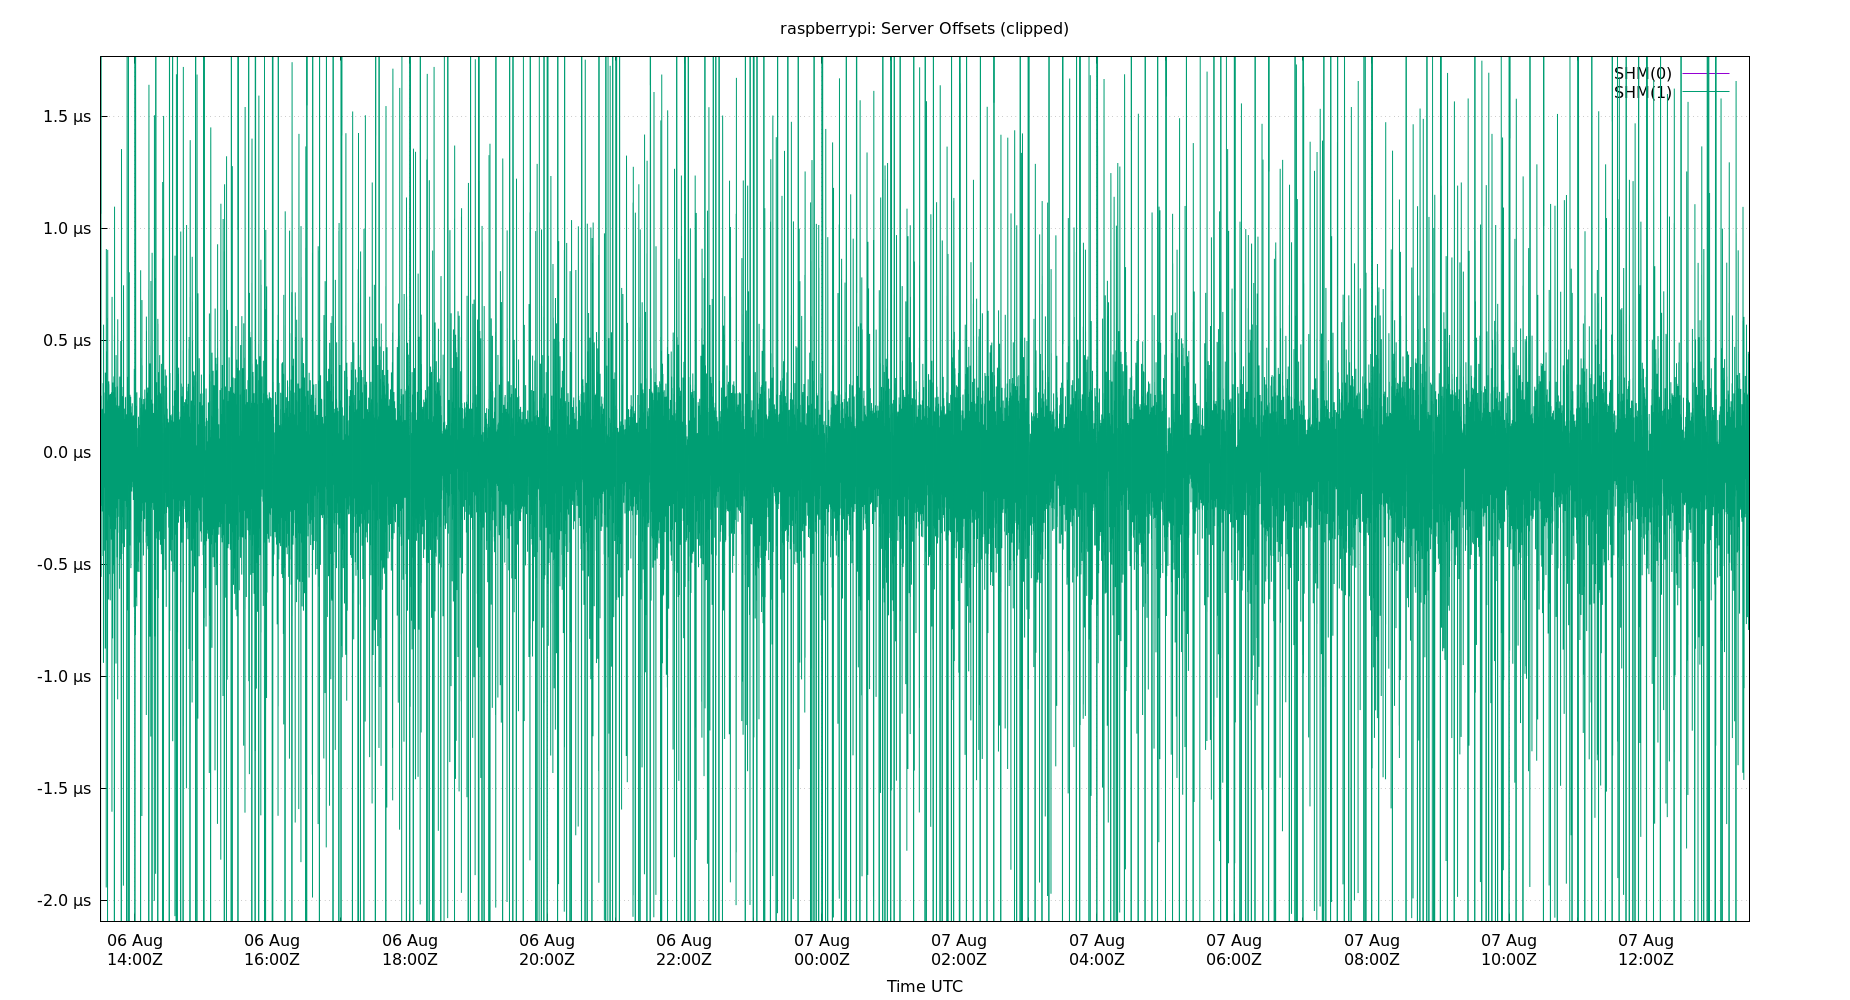 raspberrypi: Server Offsets (clipped)
SHM(0)
SHM(1)
1.5 µs
1.0 µs
0.5 µs
0.0 µs
-0.5 µs
-1.0 µs
-1.5 µs
-2.0 µs
06 Aug 06 Aug 06 Aug 06 Aug 06 Aug 07 Aug 07 Aug 07 Aug 07 Aug 07 Aug 07 Aug 07 Aug
14:00Z 16:00Z 18:00Z 20:00Z 22:00Z 00:00Z 02:00Z 04:00Z 06:00Z 08:00Z 10:00Z 12:00Z
Time UTC